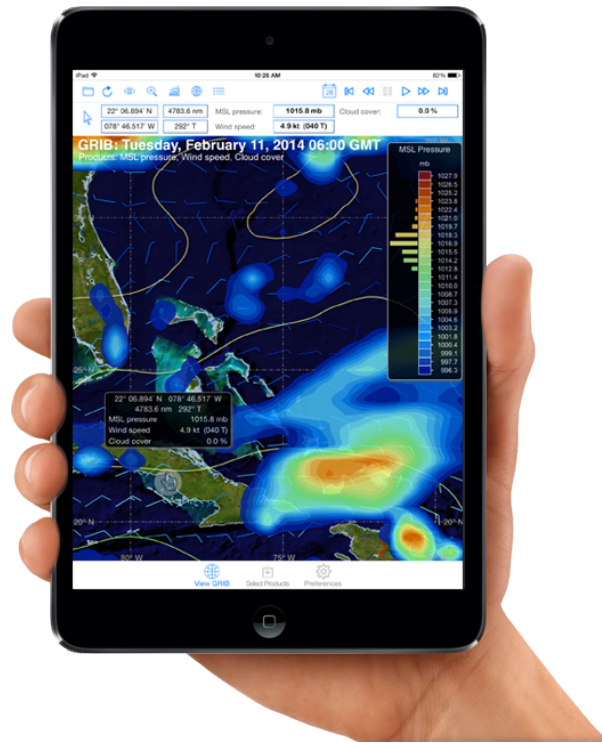 iPad 10:26 AM 82%
28
22° 06.894' N 4783.6 nm MSL pressure: 1015.8 mb Cloud cover: 0.0 %
078° 46.517' W 292° T Wind speed: 4.9 kt (040 T)
GRIB: Tuesday, February 11, 2014 06:00 GMT
Products: MSL pressure, Wind speed, Cloud cover
MSL Pressure
mb
1027.9
1026.5
1025.2
1023.8
1022.4
1021.0
1019.7
1018.3
1016.9
1015.5
1014.2
1012.8
1011.4
1010.0
1008.7
1007.3
1005.9
1004.6
1003.2
1001.8
1000.4
999.1
997.7
996.3
22° 06.894' N 078° 46.517' W
4783.6 nm 292° T
MSL pressure 1015.8 mb
Wind speed 4.9 kt (040 T)
Cloud cover 0.0 %
20° N
20° N
80° W 75° W
View GRIB Select Products Preferences